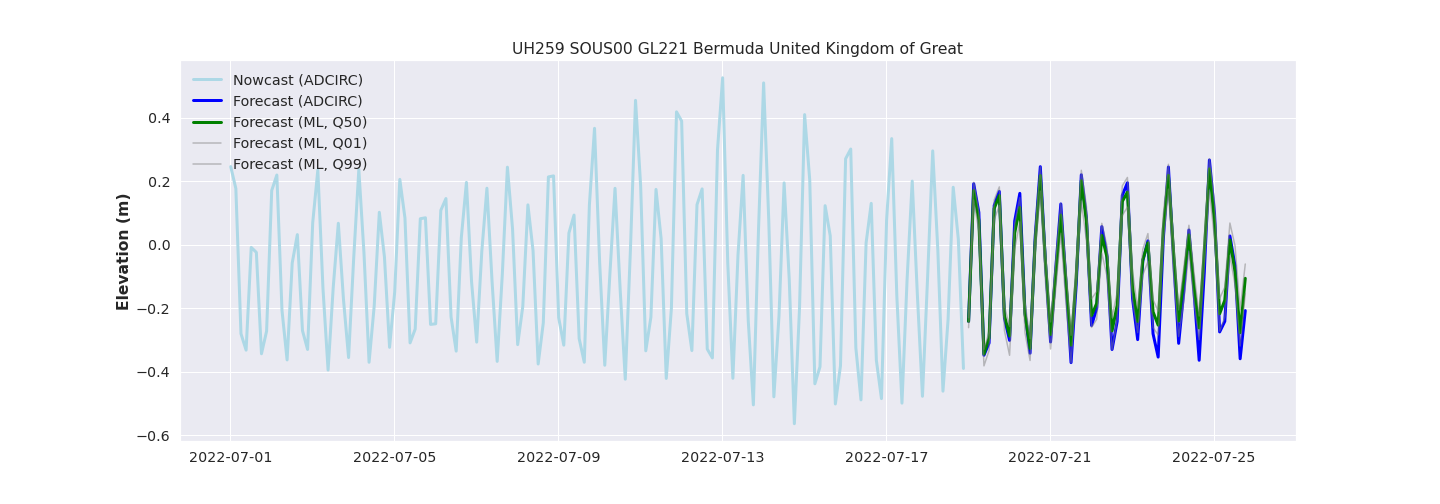 UH259 SOUS00 GL221 Bermuda United Kingdom of Great
Nowcast (ADCIRC)
Forecast (ADCIRC)
Forecast (ML, Q50)
Forecast (ML, Q01)
Forecast (ML, Q99)
Elevation (m)
0.4
0.2
0.0
−0.2
−0.4
−0.6
2022-07-01 2022-07-05 2022-07-09 2022-07-13 2022-07-17 2022-07-21 2022-07-25